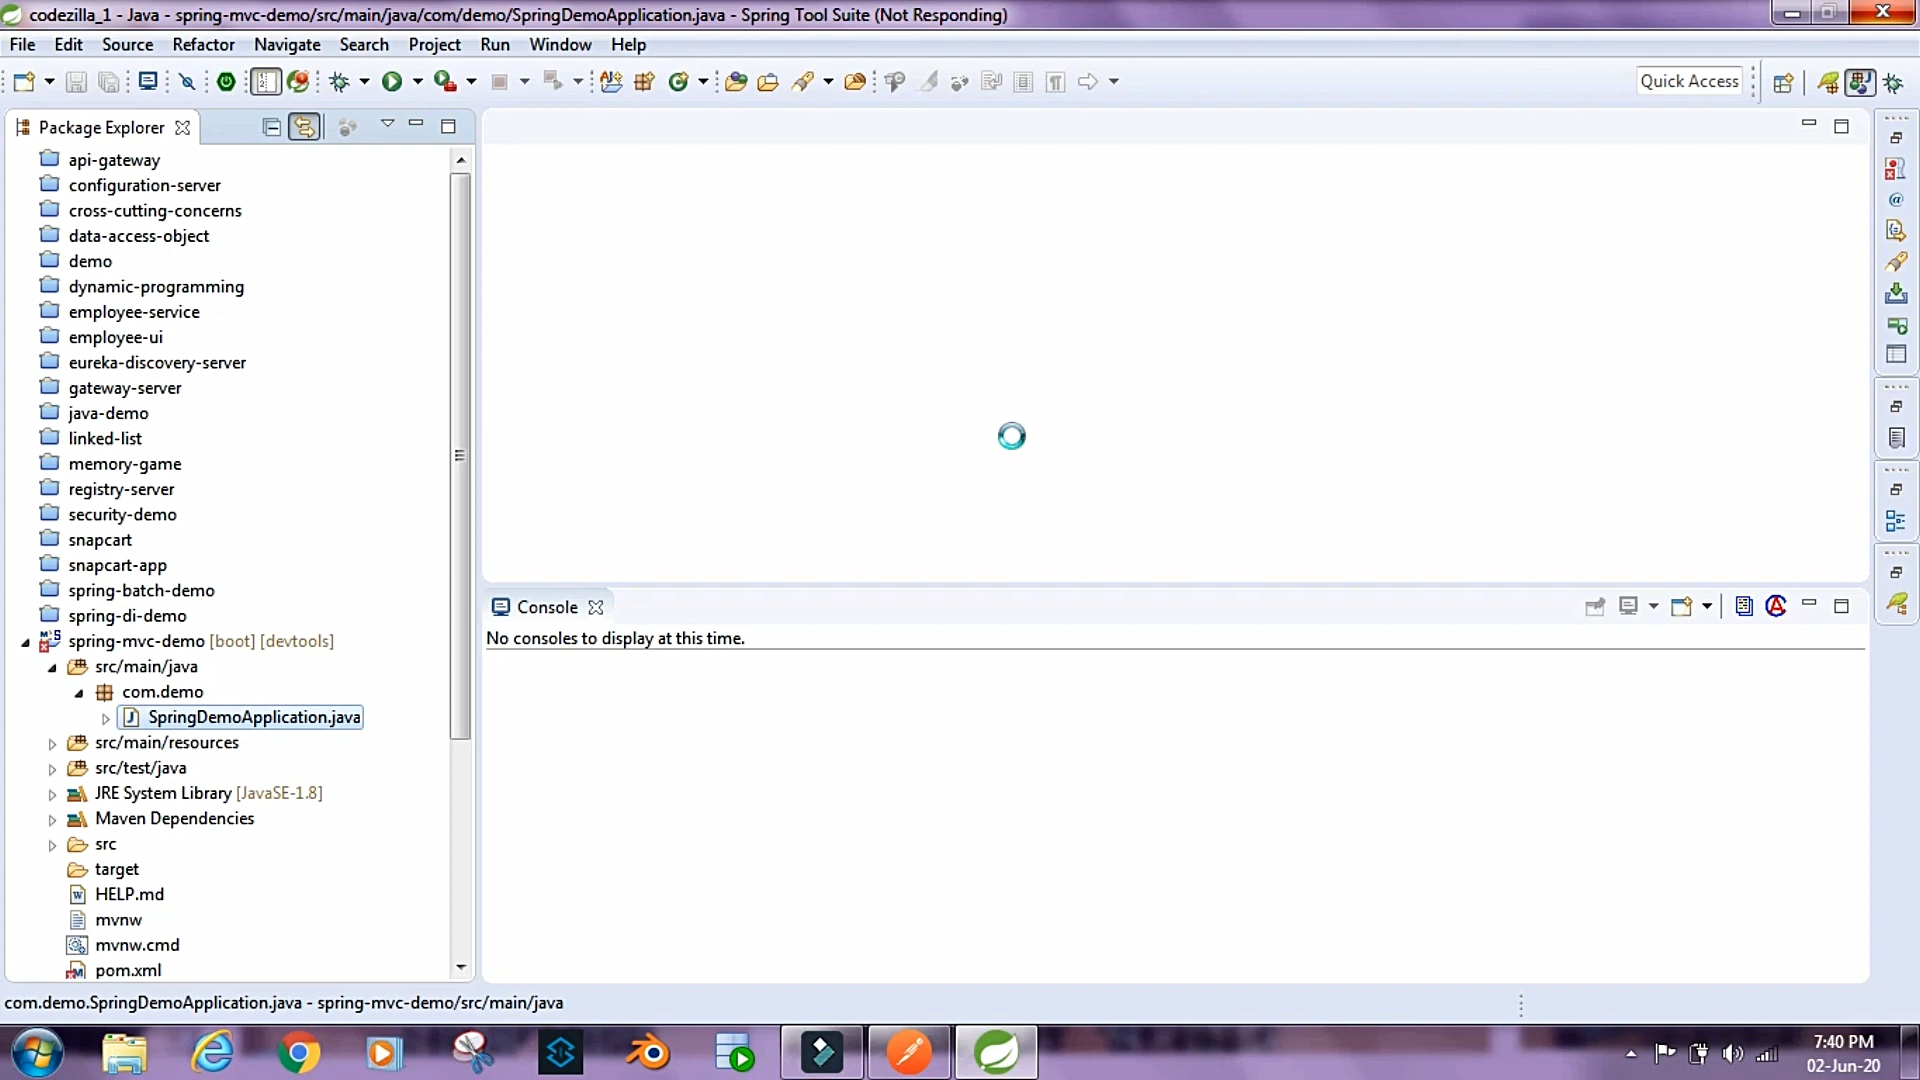 codezilla_1 - Java - spring-mvc-demo/src/main/java/com/demo/SpringDemoApplication.java - Spring Tool Suite (Not Responding)
File Edit Source Refactor Navigate Search Project Run Window Help
Quick Access
Package Explorer
api-gateway
configuration-server
cross-cutting-concerns
data-access-object
demo
dynamic-programming
employee-service
employee-ui
eureka-discovery-server
gateway-server
java-demo
linked-list
memory-game
registry-server
security-demo
snapcart
snapcart-app
spring-batch-demo
spring-di-demo
spring-mvc-demo [boot] [devtools]
src/main/java
com.demo
SpringDemoApplication.java
src/main/resources
src/test/java
JRE System Library [JavaSE-1.8]
Maven Dependencies
src
target
HELP.md
mvnw
mvnw.cmd
pom.xml
Console
No consoles to display at this time.
com.demo.SpringDemoApplication.java - spring-mvc-demo/src/main/java
7:40 PM
02-Jun-20